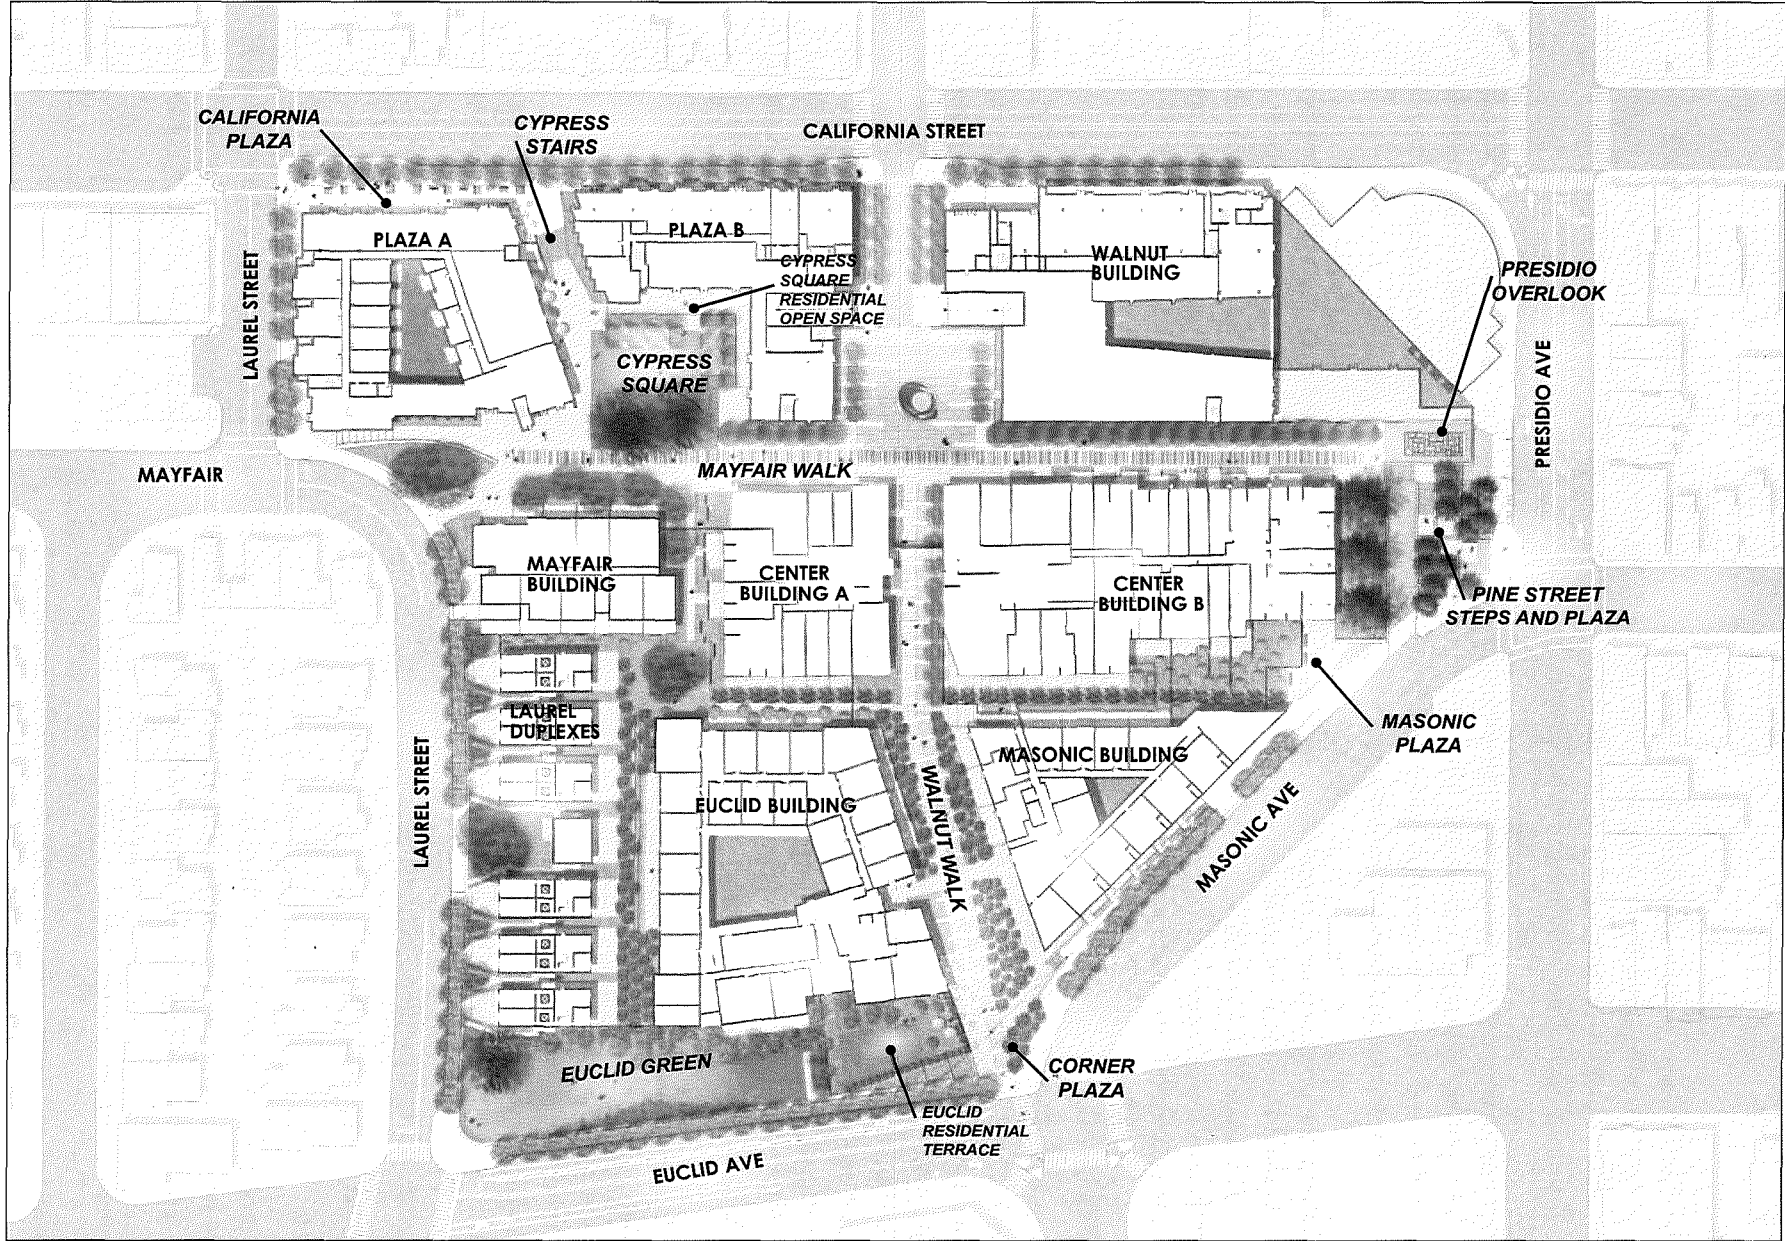 CALIFORNIA
PLAZA
CYPRESS
STAIRS
CALIFORNIA STREET
PLAZA A
PLAZA B
WALNUT
BUILDING
CYPRESS
SQUARE
RESIDENTIAL
OPEN SPACE
PRESIDIO
OVERLOOK
LAUREL STREET
CYPRESS
SQUARE
PRESIDIO AVE
MAYFAIR
MAYFAIR WALK
MAYFAIR
BUILDING
CENTER
BUILDING A
CENTER
BUILDING B
PINE STREET
STEPS AND PLAZA
LAUREL
DUPLEXES
MASONIC
PLAZA
LAUREL STREET
MASONIC BUILDING
EUCLID BUILDING
WALNUT WALK
MASONIC AVE
EUCLID GREEN
CORNER
PLAZA
EUCLID
RESIDENTIAL
TERRACE
EUCLID AVE